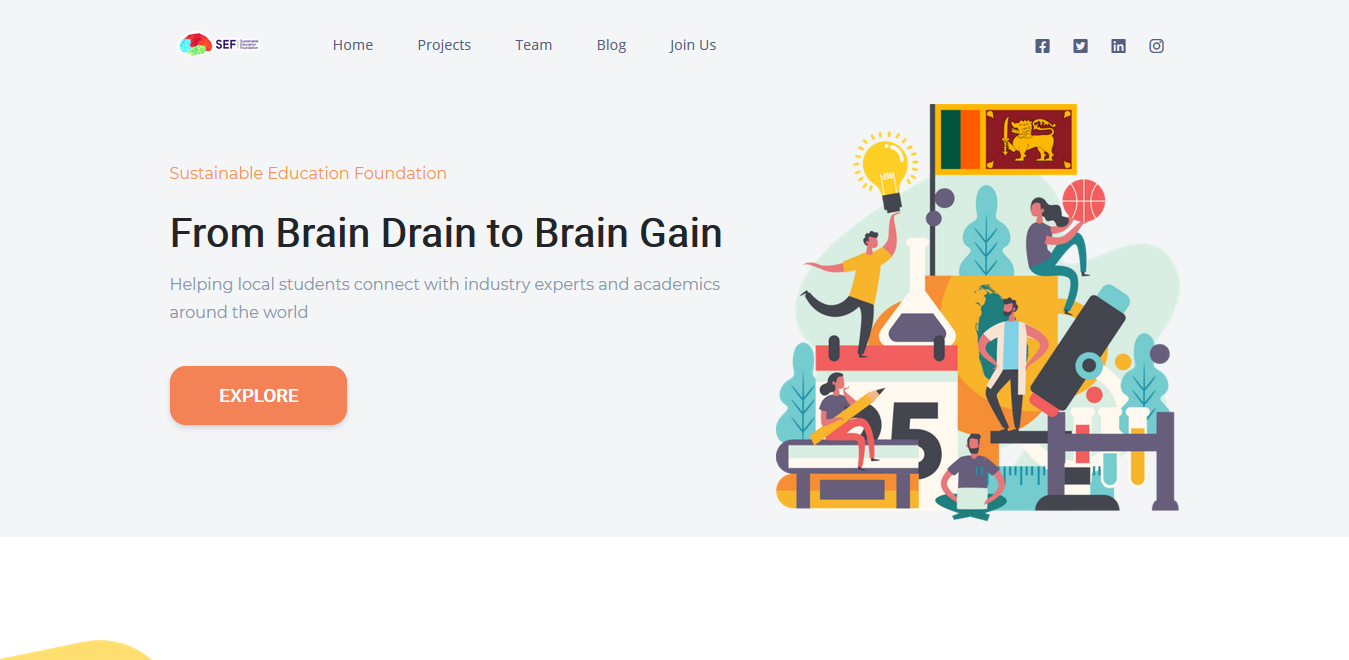 SEF
Sustainable
Education
Foundation
Home
Projects
Team
Blog
Join Us
Sustainable Education Foundation
From Brain Drain to Brain Gain
Helping local students connect with industry experts and academics
around the world
EXPLORE
5